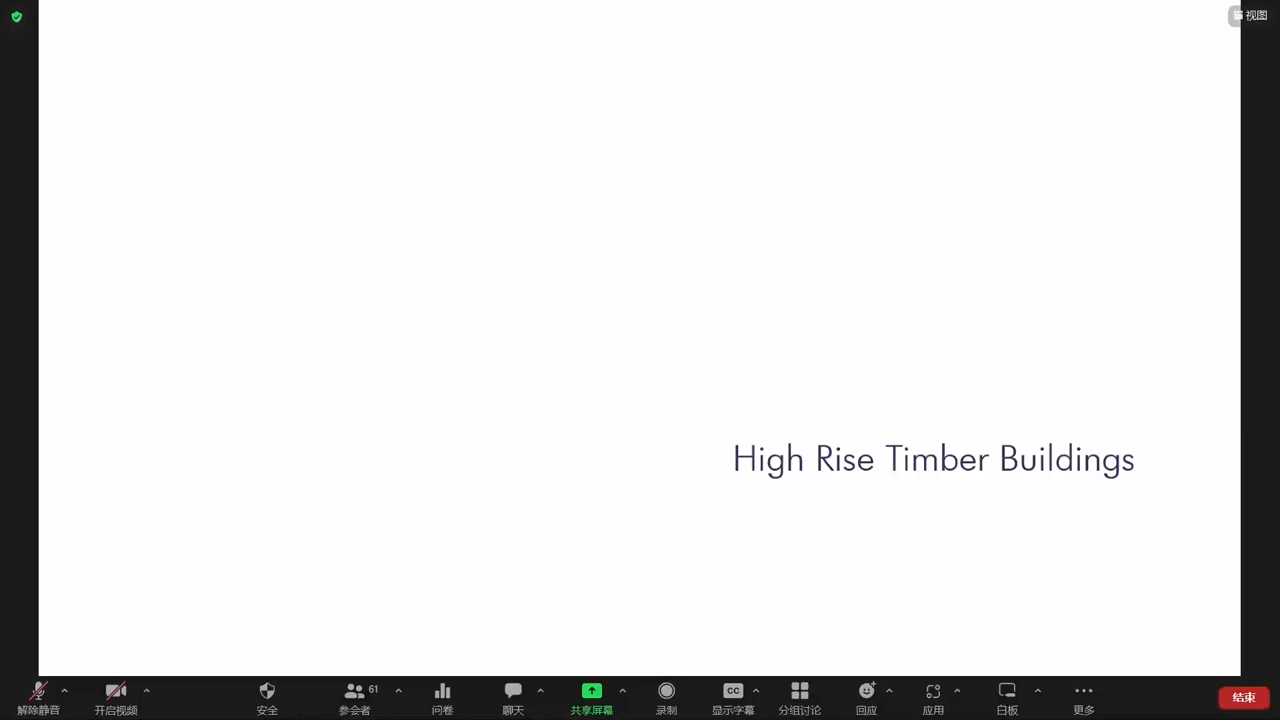 视图
High Rise Timber Buildings
61
CC
解除静音
开启视频
安全
参会者
问卷
聊天
共享屏幕
录制
显示字幕
分组讨论
回应
应用
白板
更多
结束